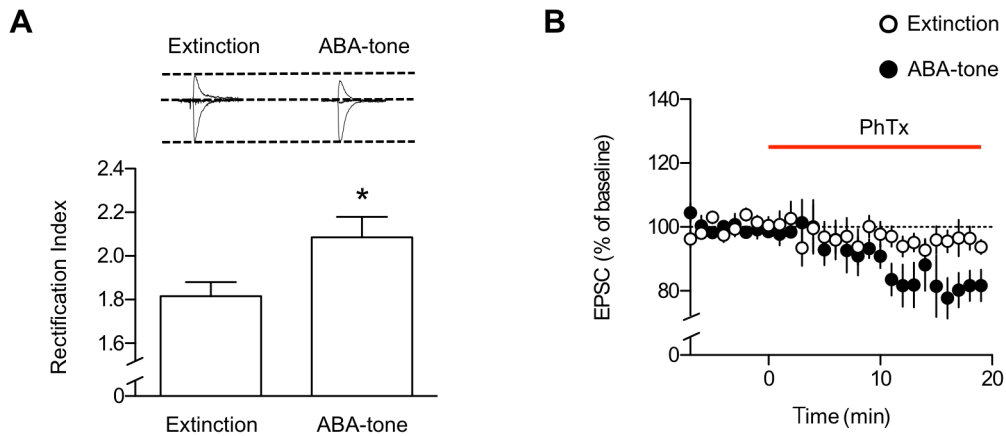 A
Extinction ABA-tone
Rectification Index
2.4
2.2
2.0
1.8
1.6
0
*
Extinction ABA-tone
B
Extinction
ABA-tone
EPSC (% of baseline)
140
120
100
80
0
PhTx
0 10 20
Time (min)